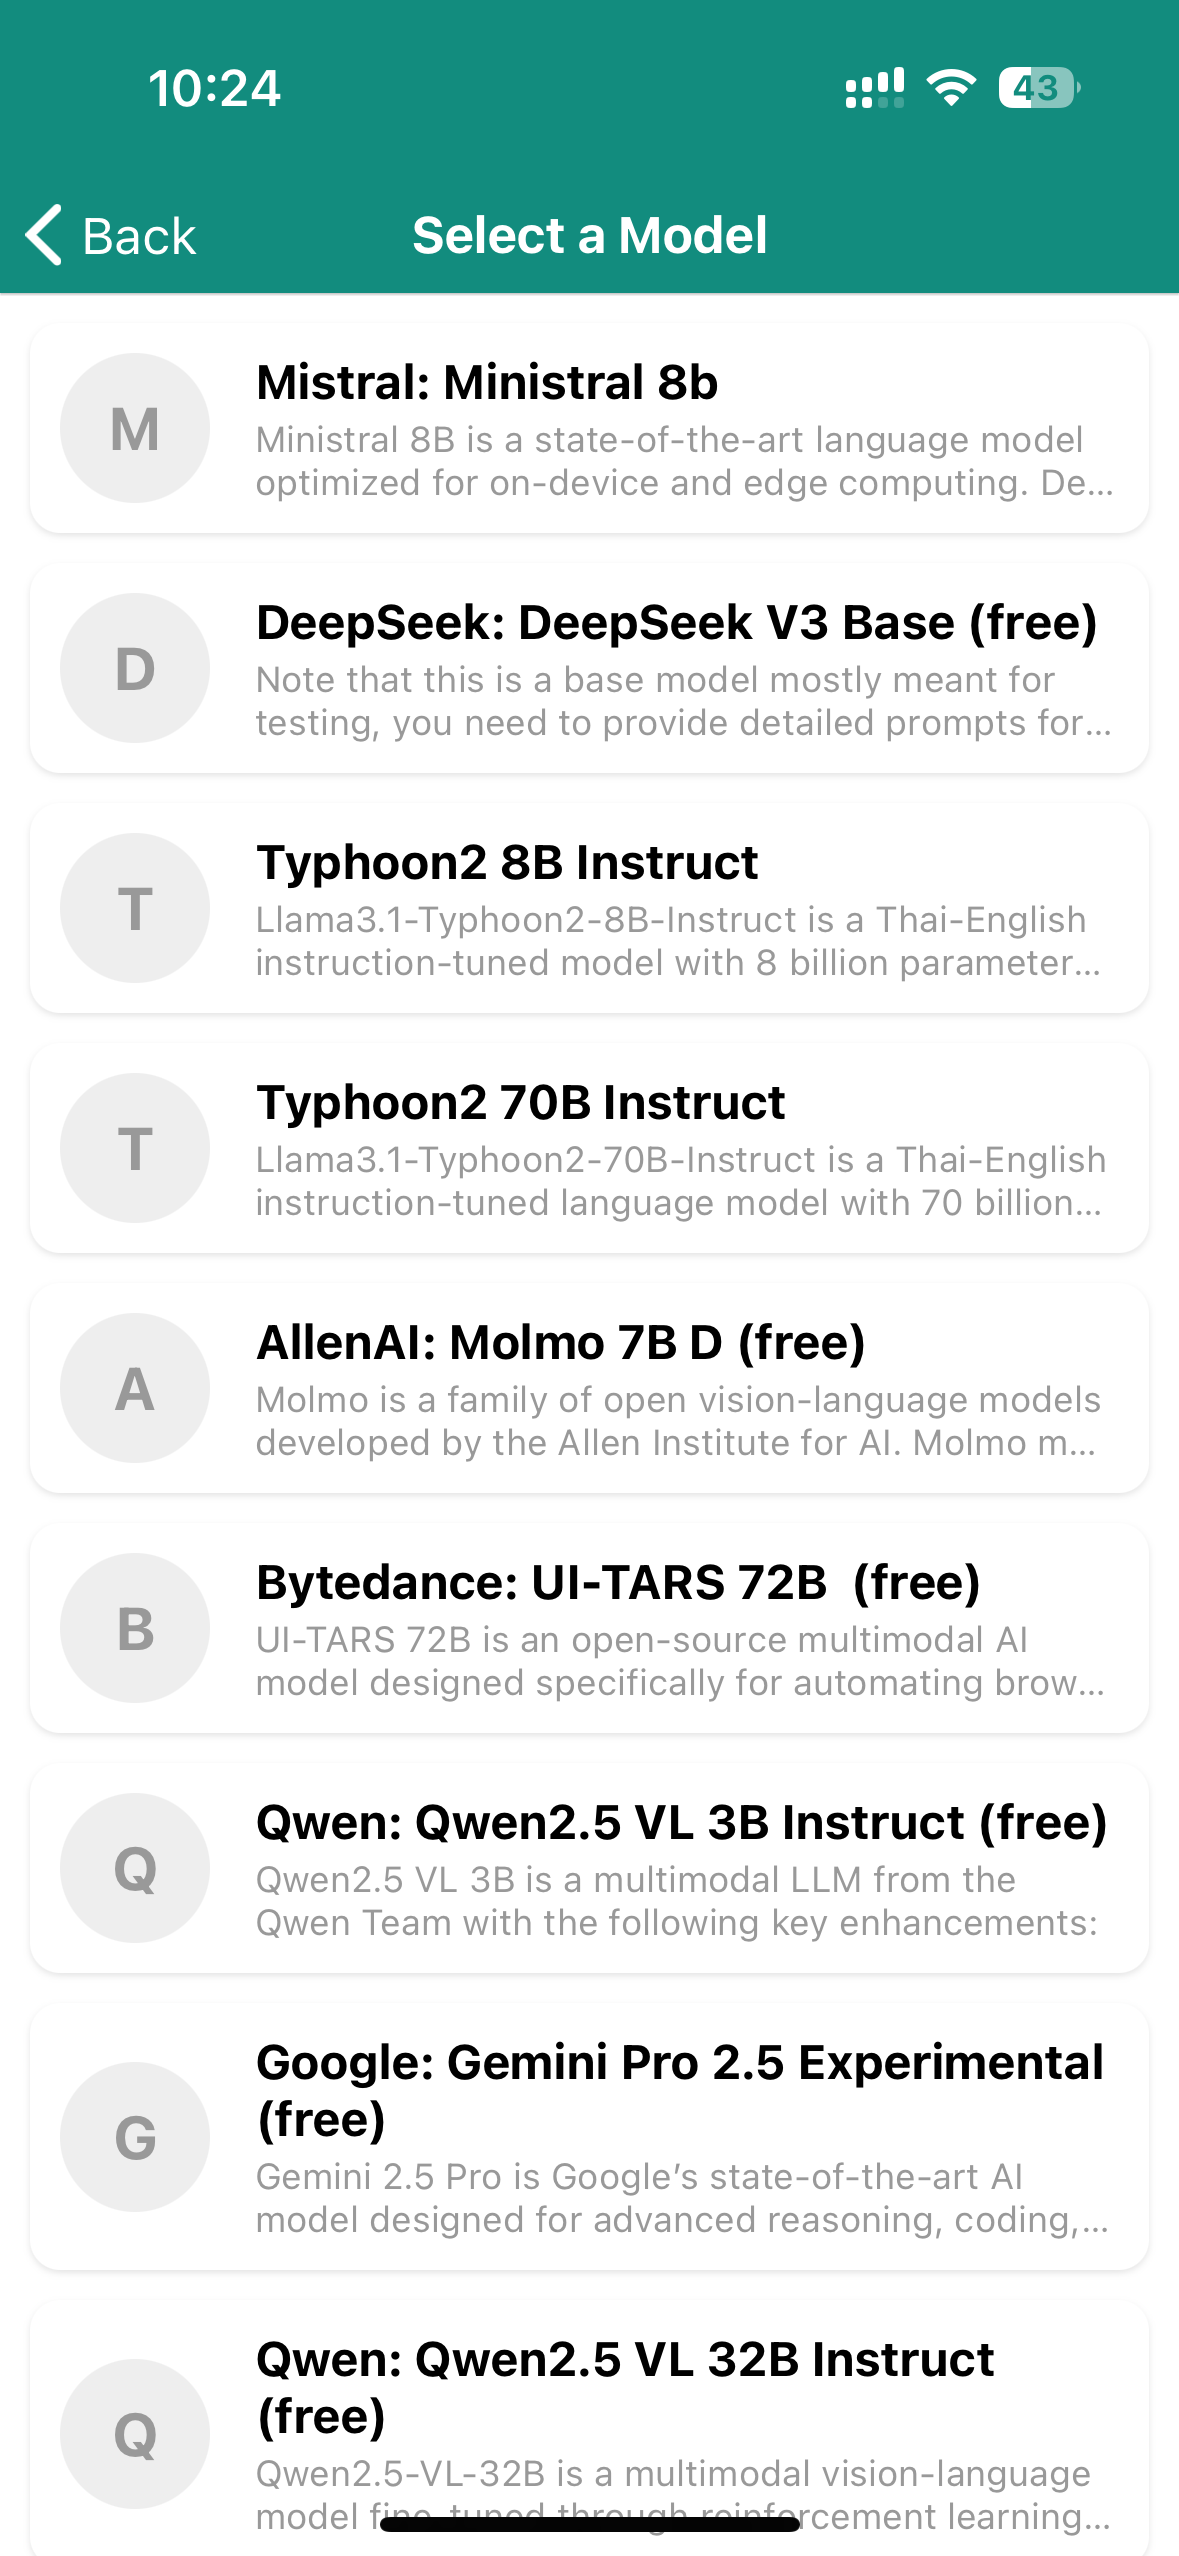 10:24
43
Back
Select a Model
M
Mistral: Ministral 8b
Ministral 8B is a state-of-the-art language model
optimized for on-device and edge computing. De...
D
DeepSeek: DeepSeek V3 Base (free)
Note that this is a base model mostly meant for
testing, you need to provide detailed prompts for...
T
Typhoon2 8B Instruct
Llama3.1-Typhoon2-8B-Instruct is a Thai-English
instruction-tuned model with 8 billion parameter...
T
Typhoon2 70B Instruct
Llama3.1-Typhoon2-70B-Instruct is a Thai-English
instruction-tuned language model with 70 billion...
A
AllenAI: Molmo 7B D (free)
Molmo is a family of open vision-language models
developed by the Allen Institute for AI. Molmo m...
B
Bytedance: UI-TARS 72B  (free)
UI-TARS 72B is an open-source multimodal AI
model designed specifically for automating brow...
Q
Qwen: Qwen2.5 VL 3B Instruct (free)
Qwen2.5 VL 3B is a multimodal LLM from the
Qwen Team with the following key enhancements:
G
Google: Gemini Pro 2.5 Experimental
(free)
Gemini 2.5 Pro is Google’s state-of-the-art AI
model designed for advanced reasoning, coding,...
Q
Qwen: Qwen2.5 VL 32B Instruct
(free)
Qwen2.5-VL-32B is a multimodal vision-language
model fine-tuned through reinforcement learning...